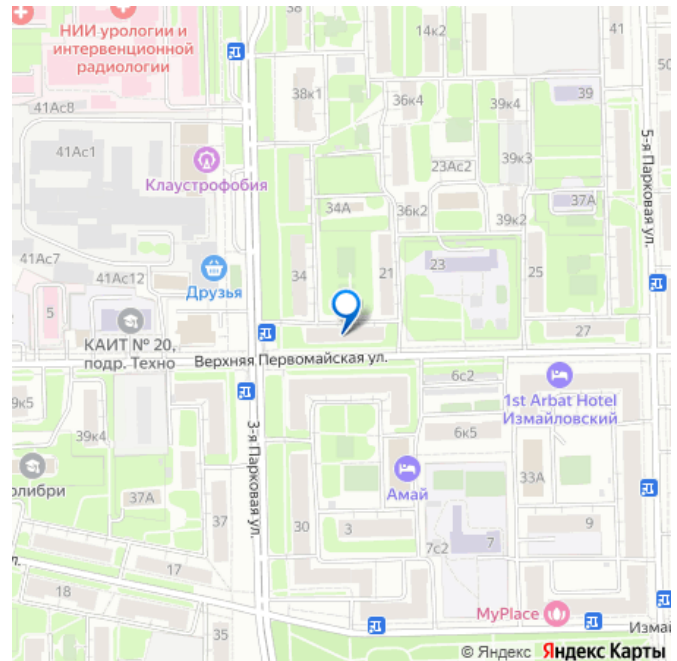 НИИ урологии и
интервенционной
радиологии
14к2
41
50
38к1
39
41Ас8
36к4
39к4
41Ас1
39к3
5-я Парковая ул.
Клаустрофобия
23Ас2
37А
34А
36к2
39к2
41Ас7
41Ас12
34
21
23
25
Друзья
5
КАИТ № 20,
подр. Техно
27
Верхняя Первомайская ул.
6с2
1st Arbat Hotel
Измайловский
9к5
39к4
3-я Парковая ул.
6к5
олибри
37А
Амай
33А
37
30
3
9
7с2
7
л.
17
18
MyPlace
35
Измай
© Яндекс Яндекс Карты